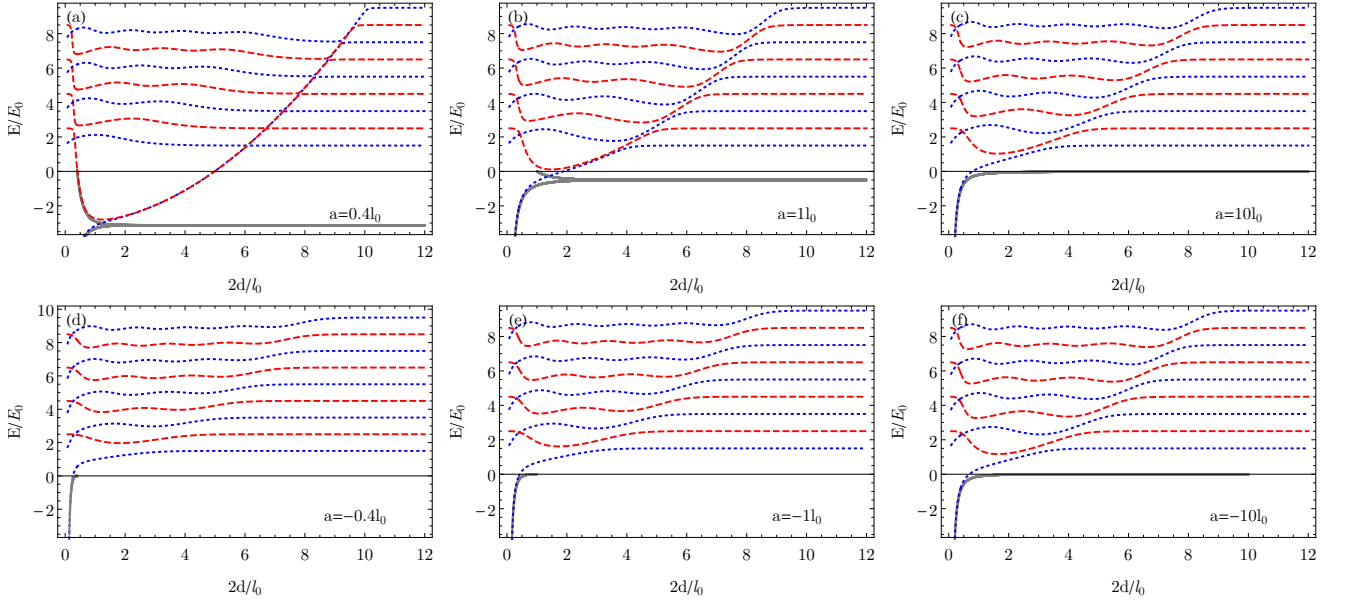 (a) (b) (c)
8 8 8
6 6 6
4 4 4
E/E0 E/E0 E/E0
2 2 2
0 0 0
−2 −2 −2
a=0.4l0 a=1l0 a=10l0
0 2 4 6 8 10 12 0 2 4 6 8 10 12 0 2 4 6 8 10 12
2d/l0 2d/l0 2d/l0
10
(d) (e) (f)
8 8 8
6 6 6
4 4 4
E/E0 E/E0 E/E0
2 2 2
0 0 0
−2 −2 −2
a=−0.4l0 a=−1l0 a=−10l0
0 2 4 6 8 10 12 0 2 4 6 8 10 12 0 2 4 6 8 10 12
2d/l0 2d/l0 2d/l0